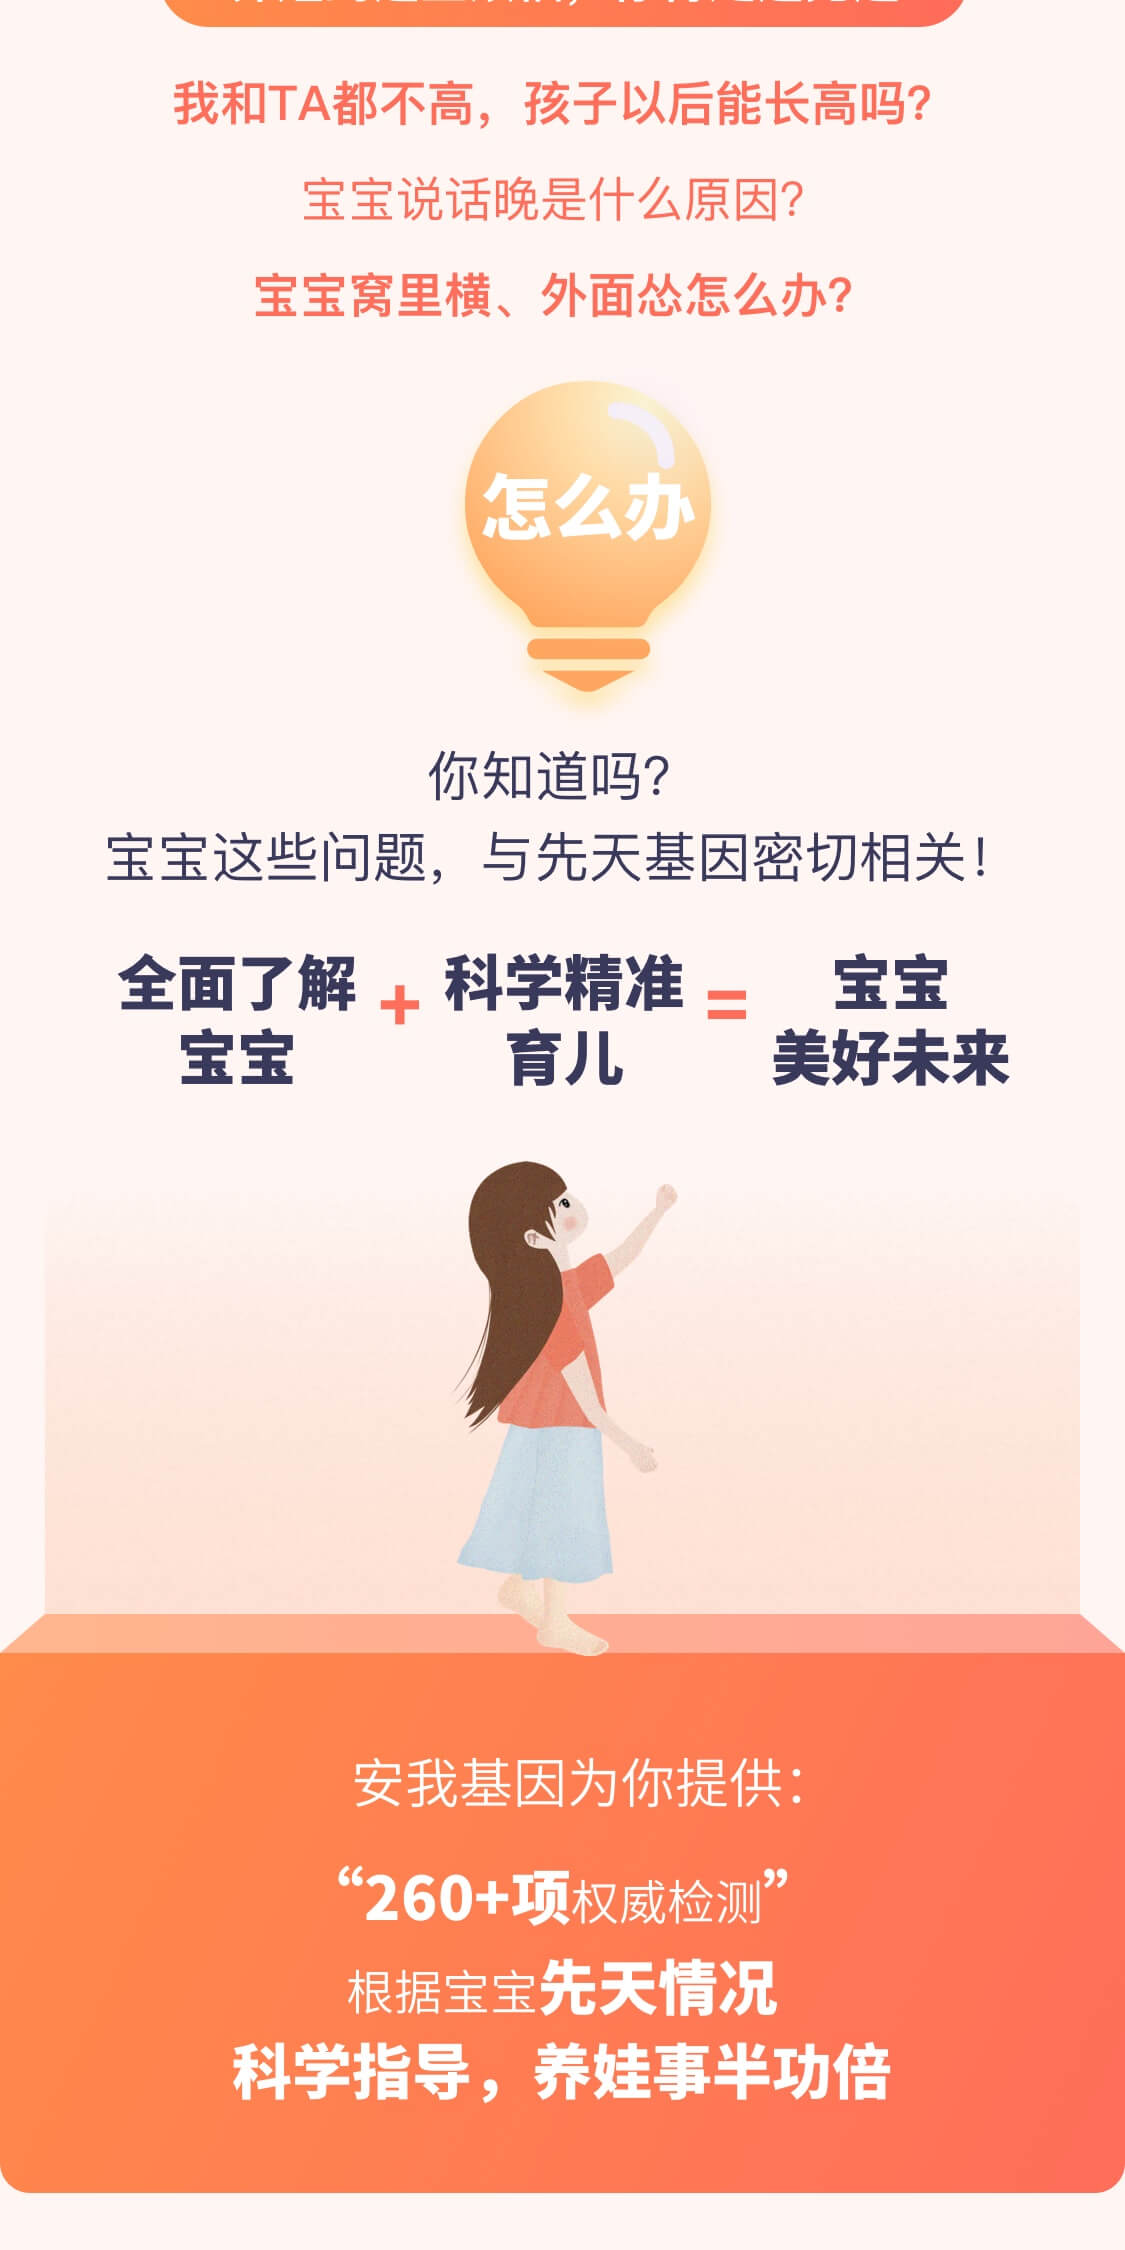 我和TA都不高，孩子以后能长高吗？
宝宝说话晚是什么原因？
宝宝窝里横、外面怂怎么办？
怎么办
你知道吗？
宝宝这些问题，与先天基因密切相关！
全面了解
宝宝
+
科学精准
育儿
=
宝宝
美好未来
安我基因为你提供：
“260+项权威检测”
根据宝宝先天情况
科学指导，养娃事半功倍